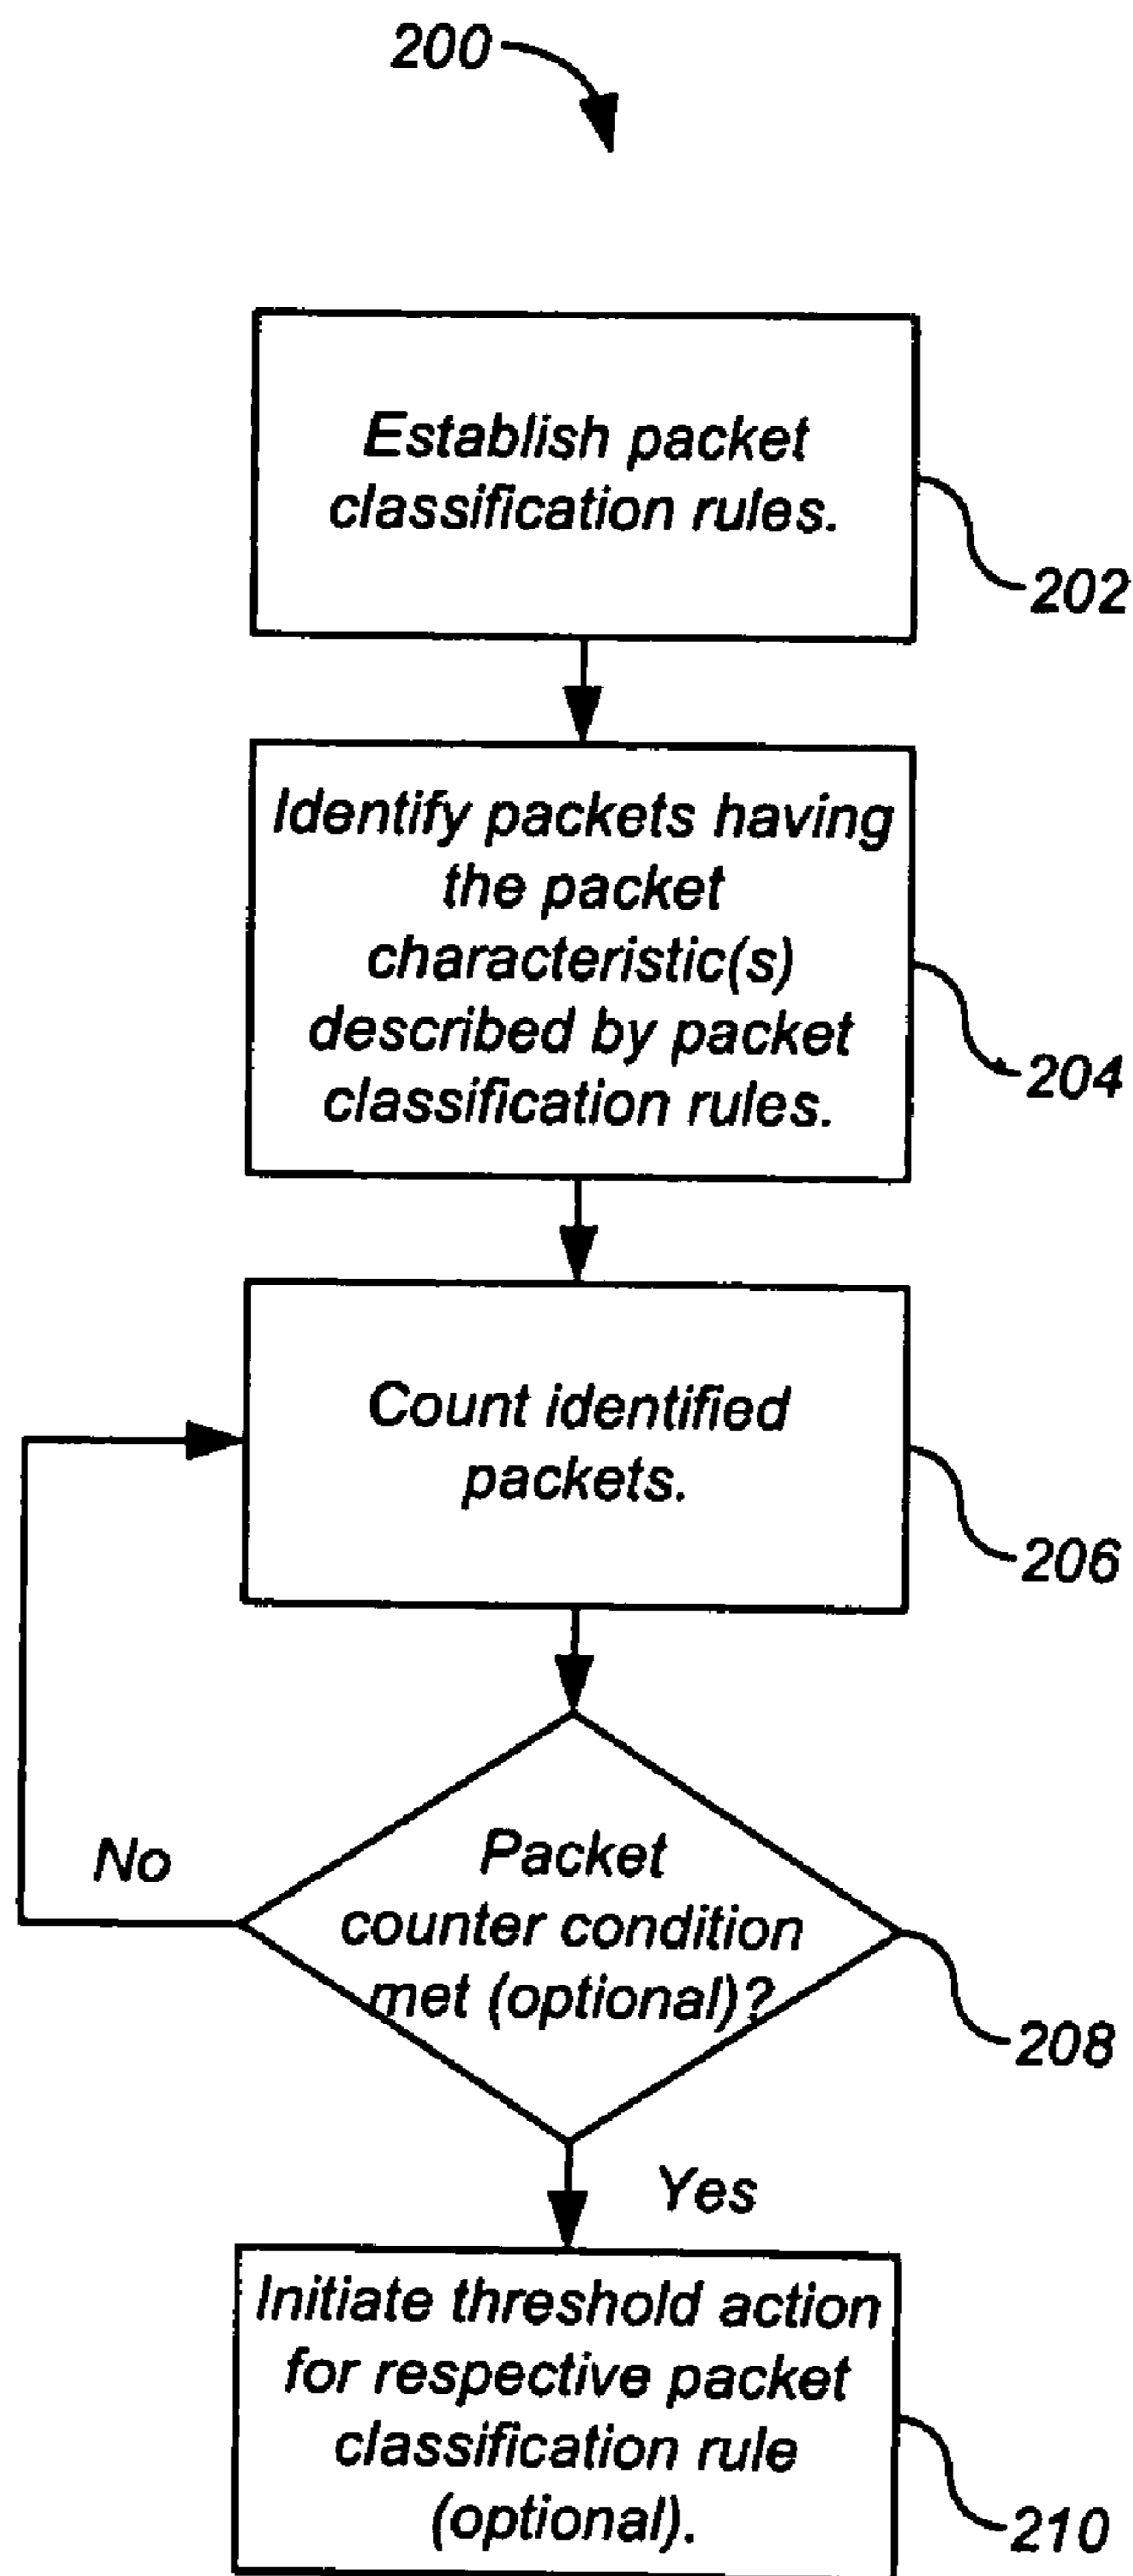 200
Establish packet
classification rules.
202
Identify packets having
the packet
characteristic(s)
described by packet
classification rules.
204
Count identified
packets.
206
No
Packet
counter condition
met (optional)?
208
Yes
Initiate threshold action
for respective packet
classification rule
(optional).
210